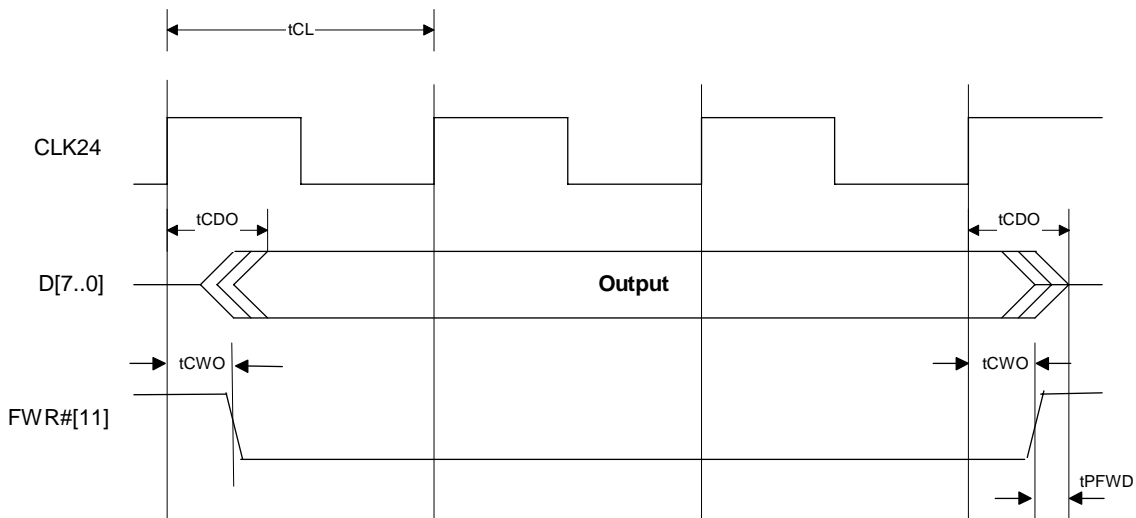 tCL
CLK24
tCDO
tCDO
D[7..0]
Output
tCWO
tCWO
FWR#[11]
tPFWD